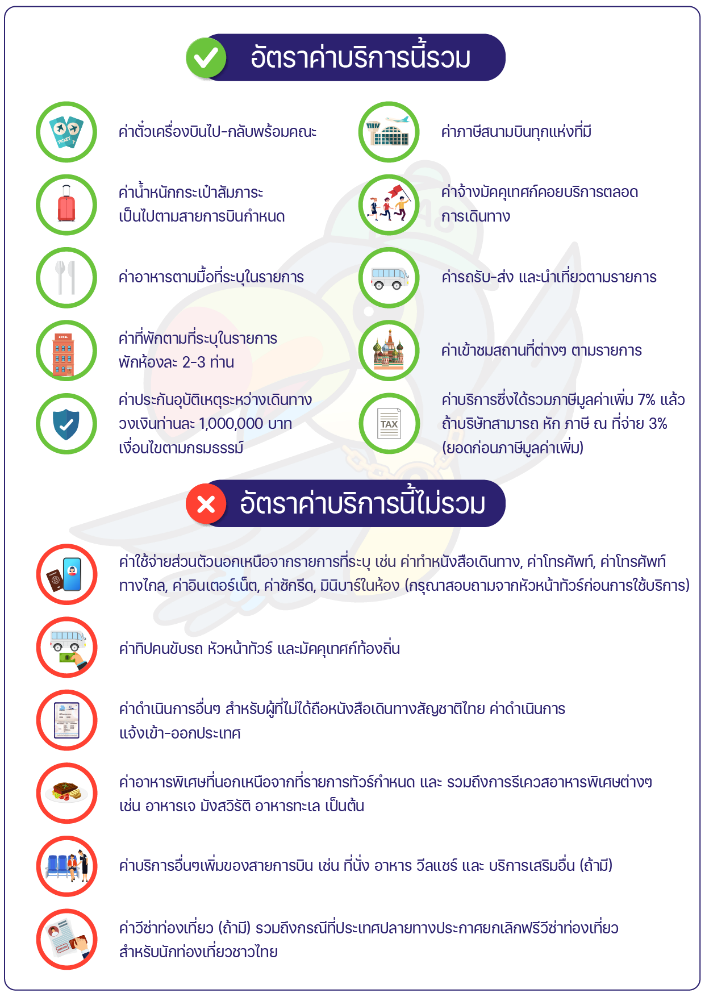 อัตราค่าบริการนี้รวม
ค่าตั๋วเครื่องบินไป-กลับพร้อมคณะ
ค่าภาษีสนามบินทุกแห่งที่มี
ค่าน้ำหนักกระเป๋าสัมภาระ
เป็นไปตามสายการบินกำหนด
ค่าจ้างมัคคุเทศก์คอยบริการตลอด
การเดินทาง
ค่าอาหารตามมื้อที่ระบุในรายการ
ค่ารถรับ-ส่ง และนำเที่ยวตามรายการ
ค่าที่พักตามที่ระบุในรายการ
พักห้องละ 2-3 ท่าน
ค่าเข้าชมสถานที่ต่างๆ ตามรายการ
ค่าประกันอุบัติเหตุระหว่างเดินทาง
วงเงินท่านละ 1,000,000 บาท
เงื่อนไขตามกรมธรรม์
TAX
ค่าบริการซึ่งได้รวมภาษีมูลค่าเพิ่ม 7% แล้ว
ถ้าบริษัทสามารถ หัก ภาษี ณ ที่จ่าย 3%
(ยอดก่อนภาษีมูลค่าเพิ่ม)
อัตราค่าบริการนี้ไม่รวม
ค่าใช้จ่ายส่วนตัวนอกเหนือจากรายการที่ระบุ เช่น ค่าทำหนังสือเดินทาง, ค่าโทรศัพท์, ค่าโทรศัพท์
ทางไกล, ค่าอินเตอร์เน็ต, ค่าซักรีด, มินิบาร์ในห้อง (กรุณาสอบถามจากหัวหน้าทัวร์ก่อนการใช้บริการ)
ค่าทิปคนขับรถ หัวหน้าทัวร์ และมัคคุเทศก์ท้องถิ่น
ค่าดำเนินการอื่นๆ สำหรับผู้ที่ไม่ได้ถือหนังสือเดินทางสัญชาติไทย ค่าดำเนินการ
แจ้งเข้า-ออกประเทศ
ค่าอาหารพิเศษที่นอกเหนือจากที่รายการทัวร์กำหนด และ รวมถึงการรีเควสอาหารพิเศษต่างๆ
เช่น อาหารเจ มังสวิรัติ อาหารทะเล เป็นต้น
ค่าบริการอื่นๆเพิ่มของสายการบิน เช่น ที่นั่ง อาหาร วีลแชร์ และ บริการเสริมอื่น (ถ้ามี)
ค่าวีซ่าท่องเที่ยว (ถ้ามี) รวมถึงกรณีที่ประเทศปลายทางประกาศยกเลิกฟรีวีซ่าท่องเที่ยว
สำหรับนักท่องเที่ยวชาวไทย